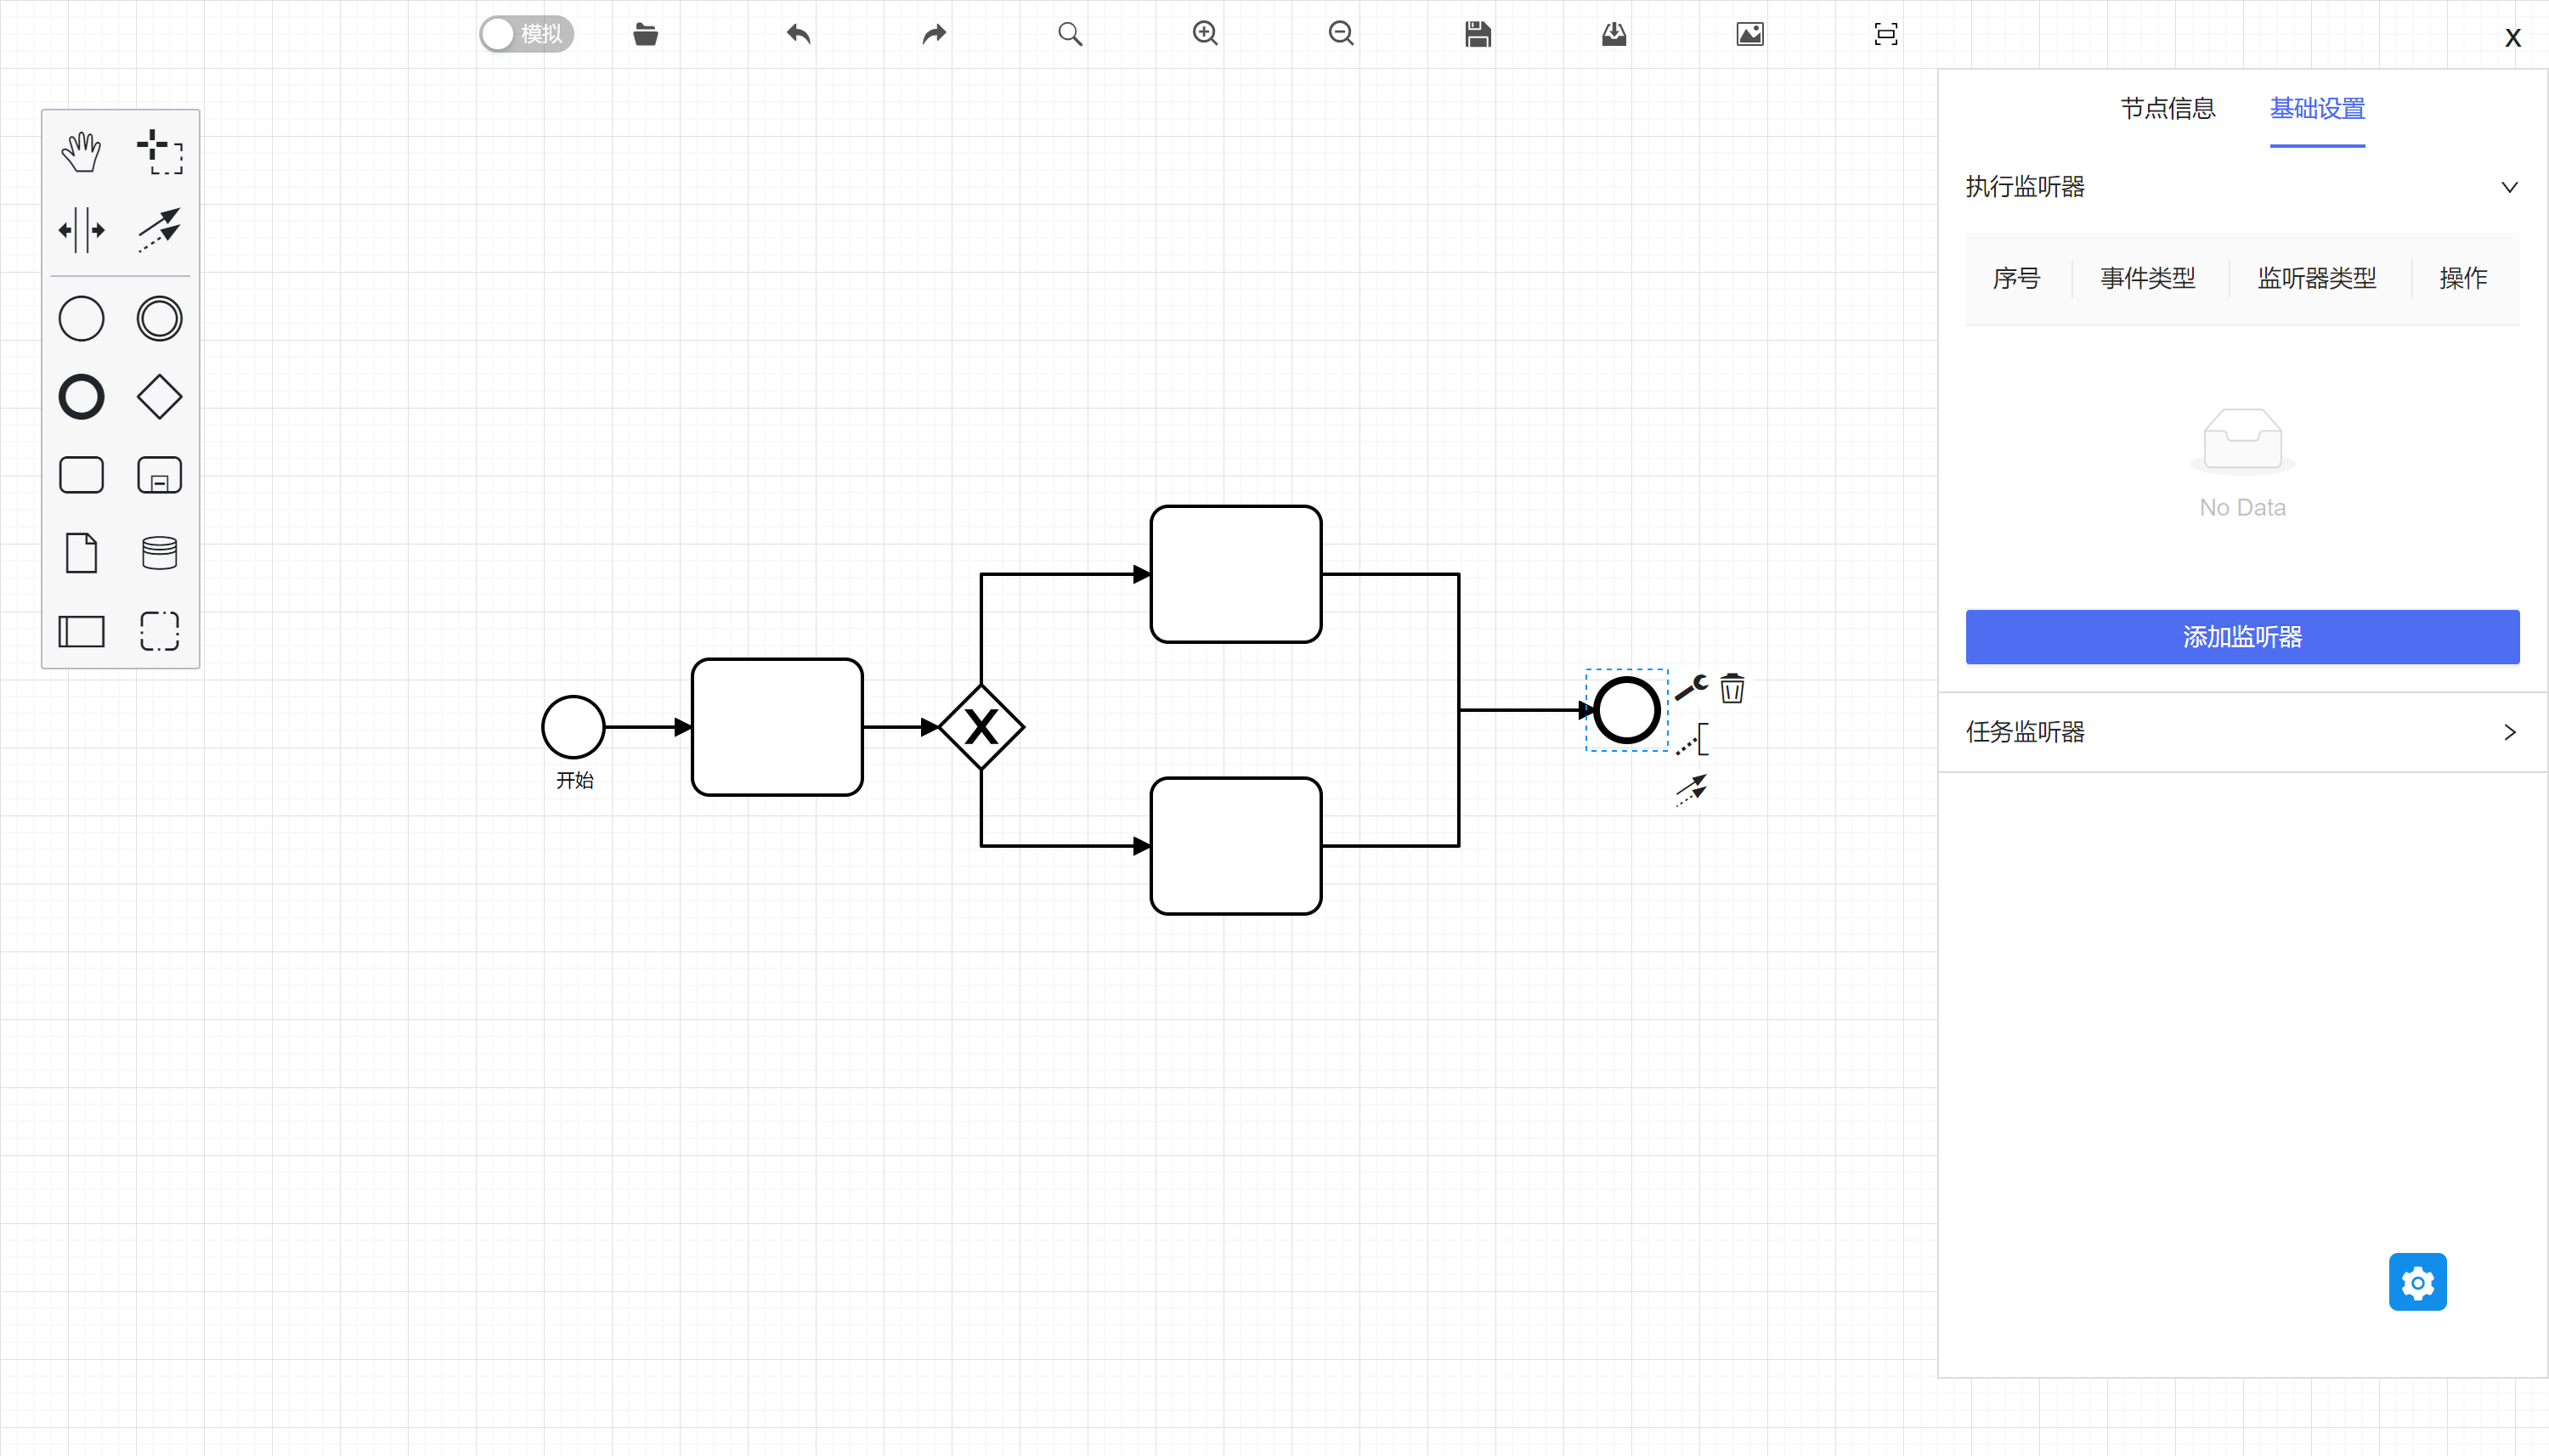 模拟
x
节点信息 基础设置
执行监听器
序号 事件类型 监听器类型 操作
No Data
添加监听器
任务监听器
X
开始